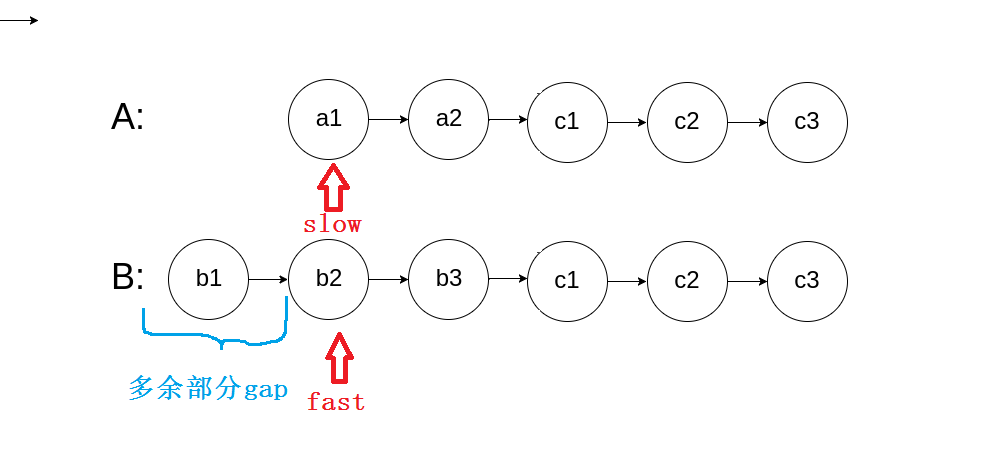 A: a1 a2 c1 c2 c3
slow
B: b1 b2 b3 c1 c2 c3
多余部分gap
fast